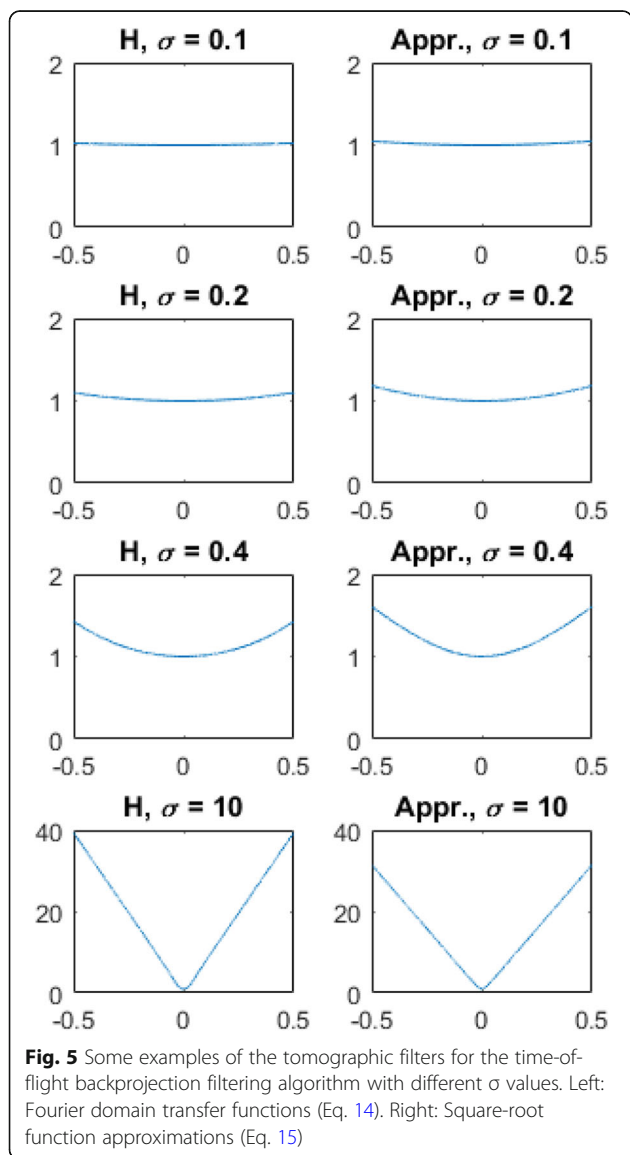 H, σ = 0.1
Appr., σ = 0.1
2
1
0
-0.5 0 0.5
2
1
0
-0.5 0 0.5
H, σ = 0.2
Appr., σ = 0.2
2
1
0
-0.5 0 0.5
2
1
0
-0.5 0 0.5
H, σ = 0.4
Appr., σ = 0.4
2
1
0
-0.5 0 0.5
2
1
0
-0.5 0 0.5
H, σ = 10
Appr., σ = 10
40
20
0
-0.5 0 0.5
40
20
0
-0.5 0 0.5
Fig. 5 Some examples of the tomographic filters for the time-of-
flight backprojection filtering algorithm with different σ values. Left:
Fourier domain transfer functions (Eq. 14). Right: Square-root
function approximations (Eq. 15)